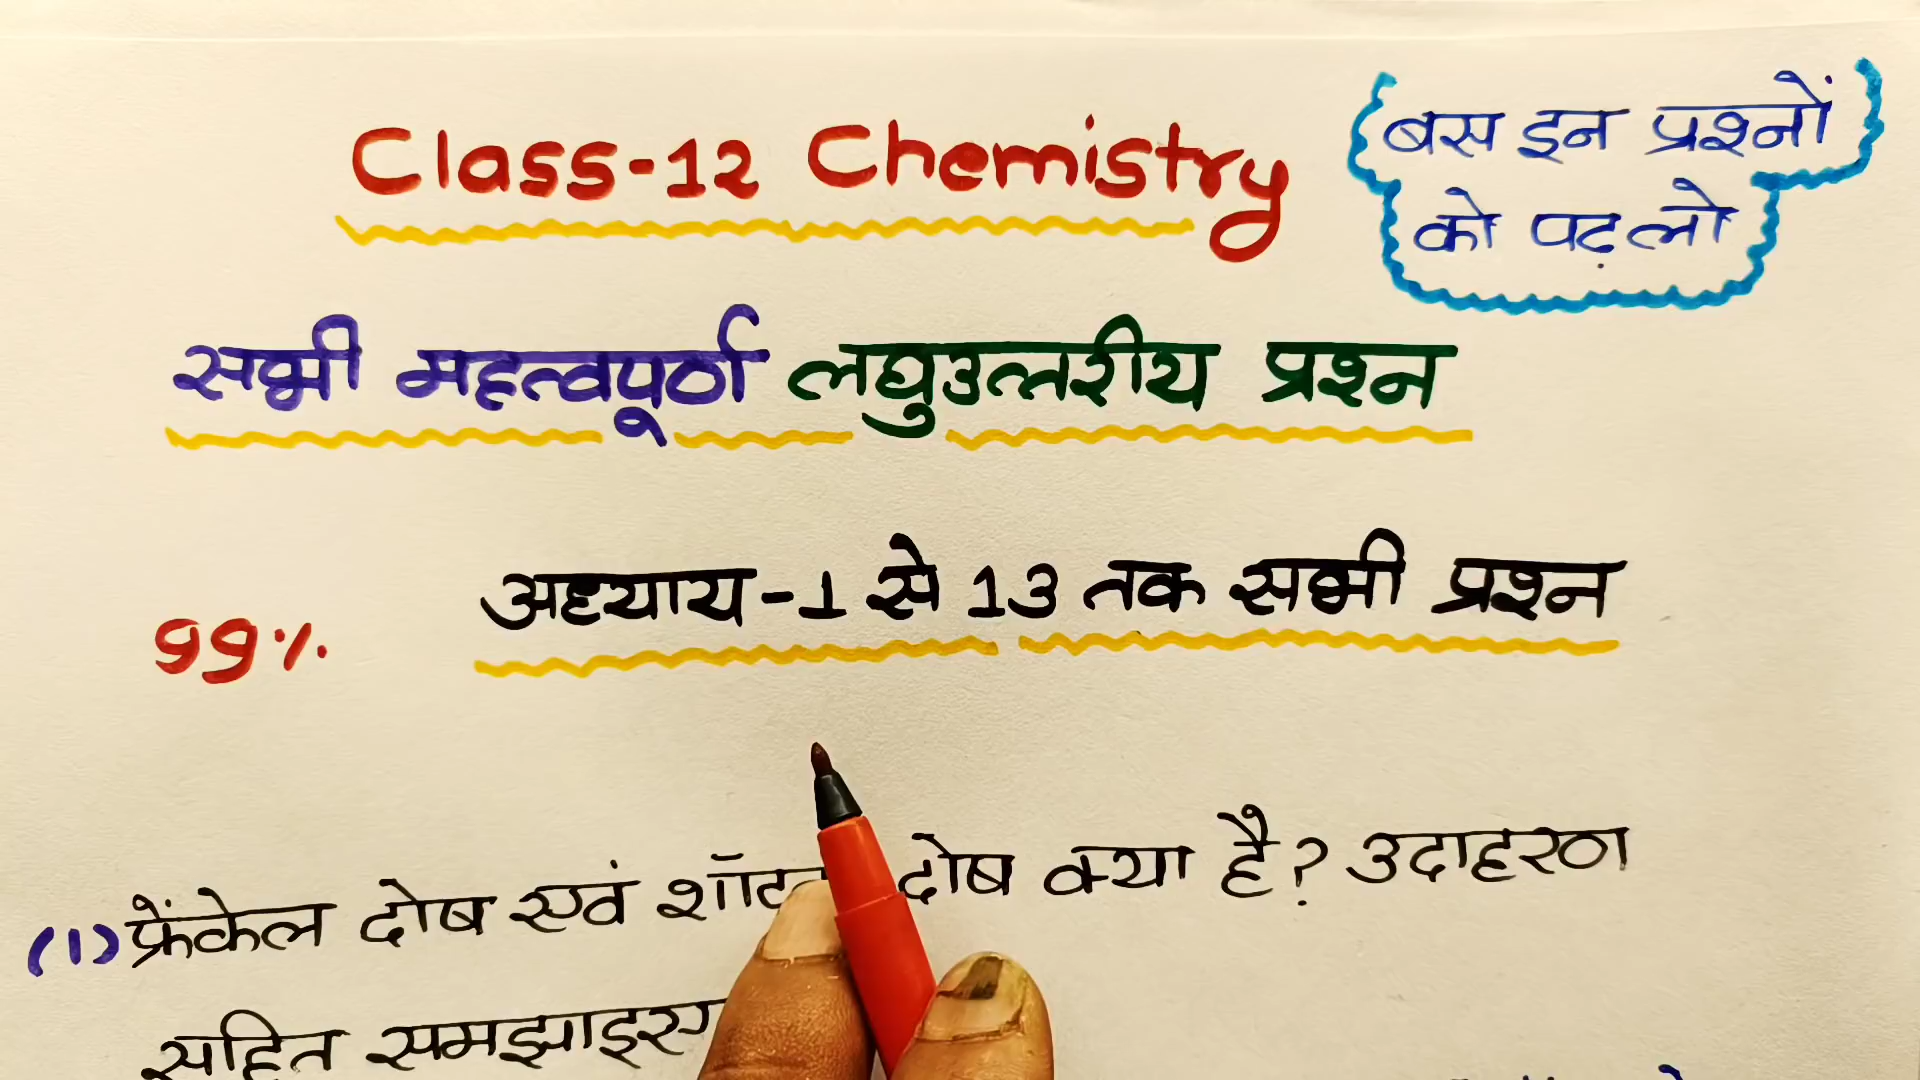 Class-12 Chemistry
बस इन प्रश्नों
को पढ़ लो
सभी महत्वपूर्ण लघुउत्तरीय प्रश्न
अध्याय-1 से 13 तक सभी प्रश्न
99%
(1) फ्रेंकेल दोष एवं दोष क्या है? उदाहरण
सहित समझाइए